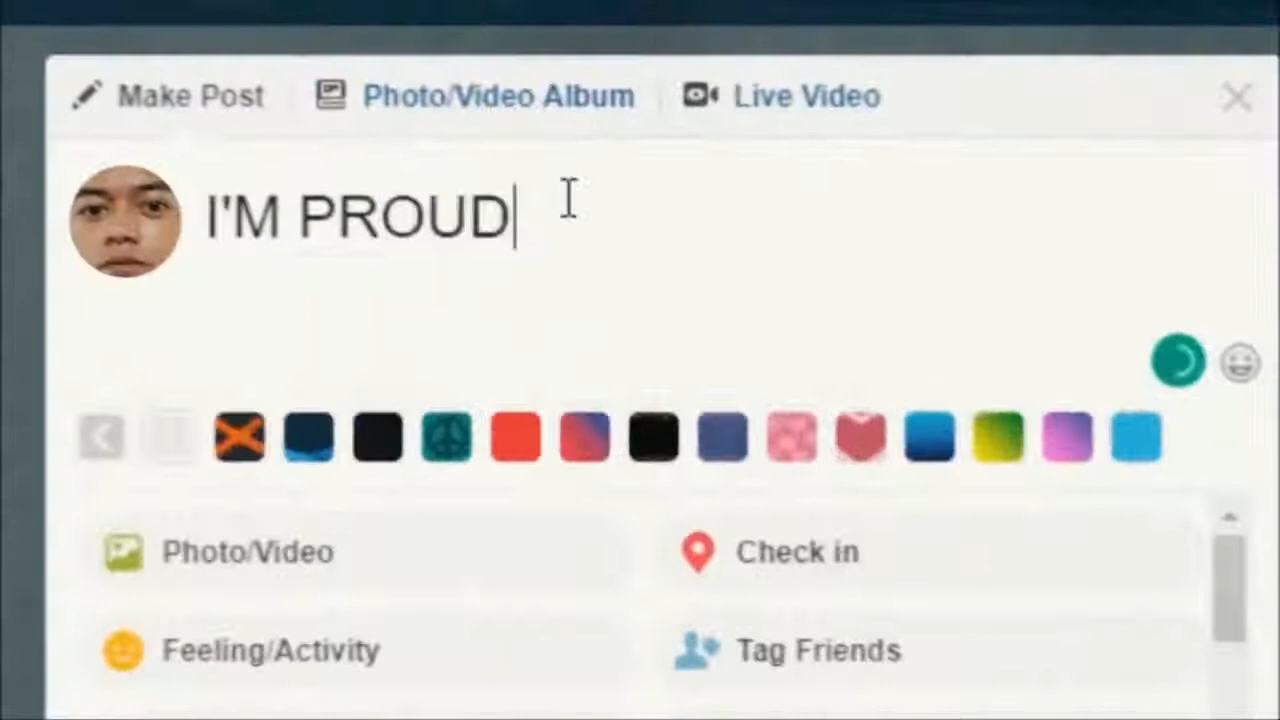 Make Post Photo/Video Album Live Video
I'M PROUD
Photo/Video Check in
Feeling/Activity Tag Friends